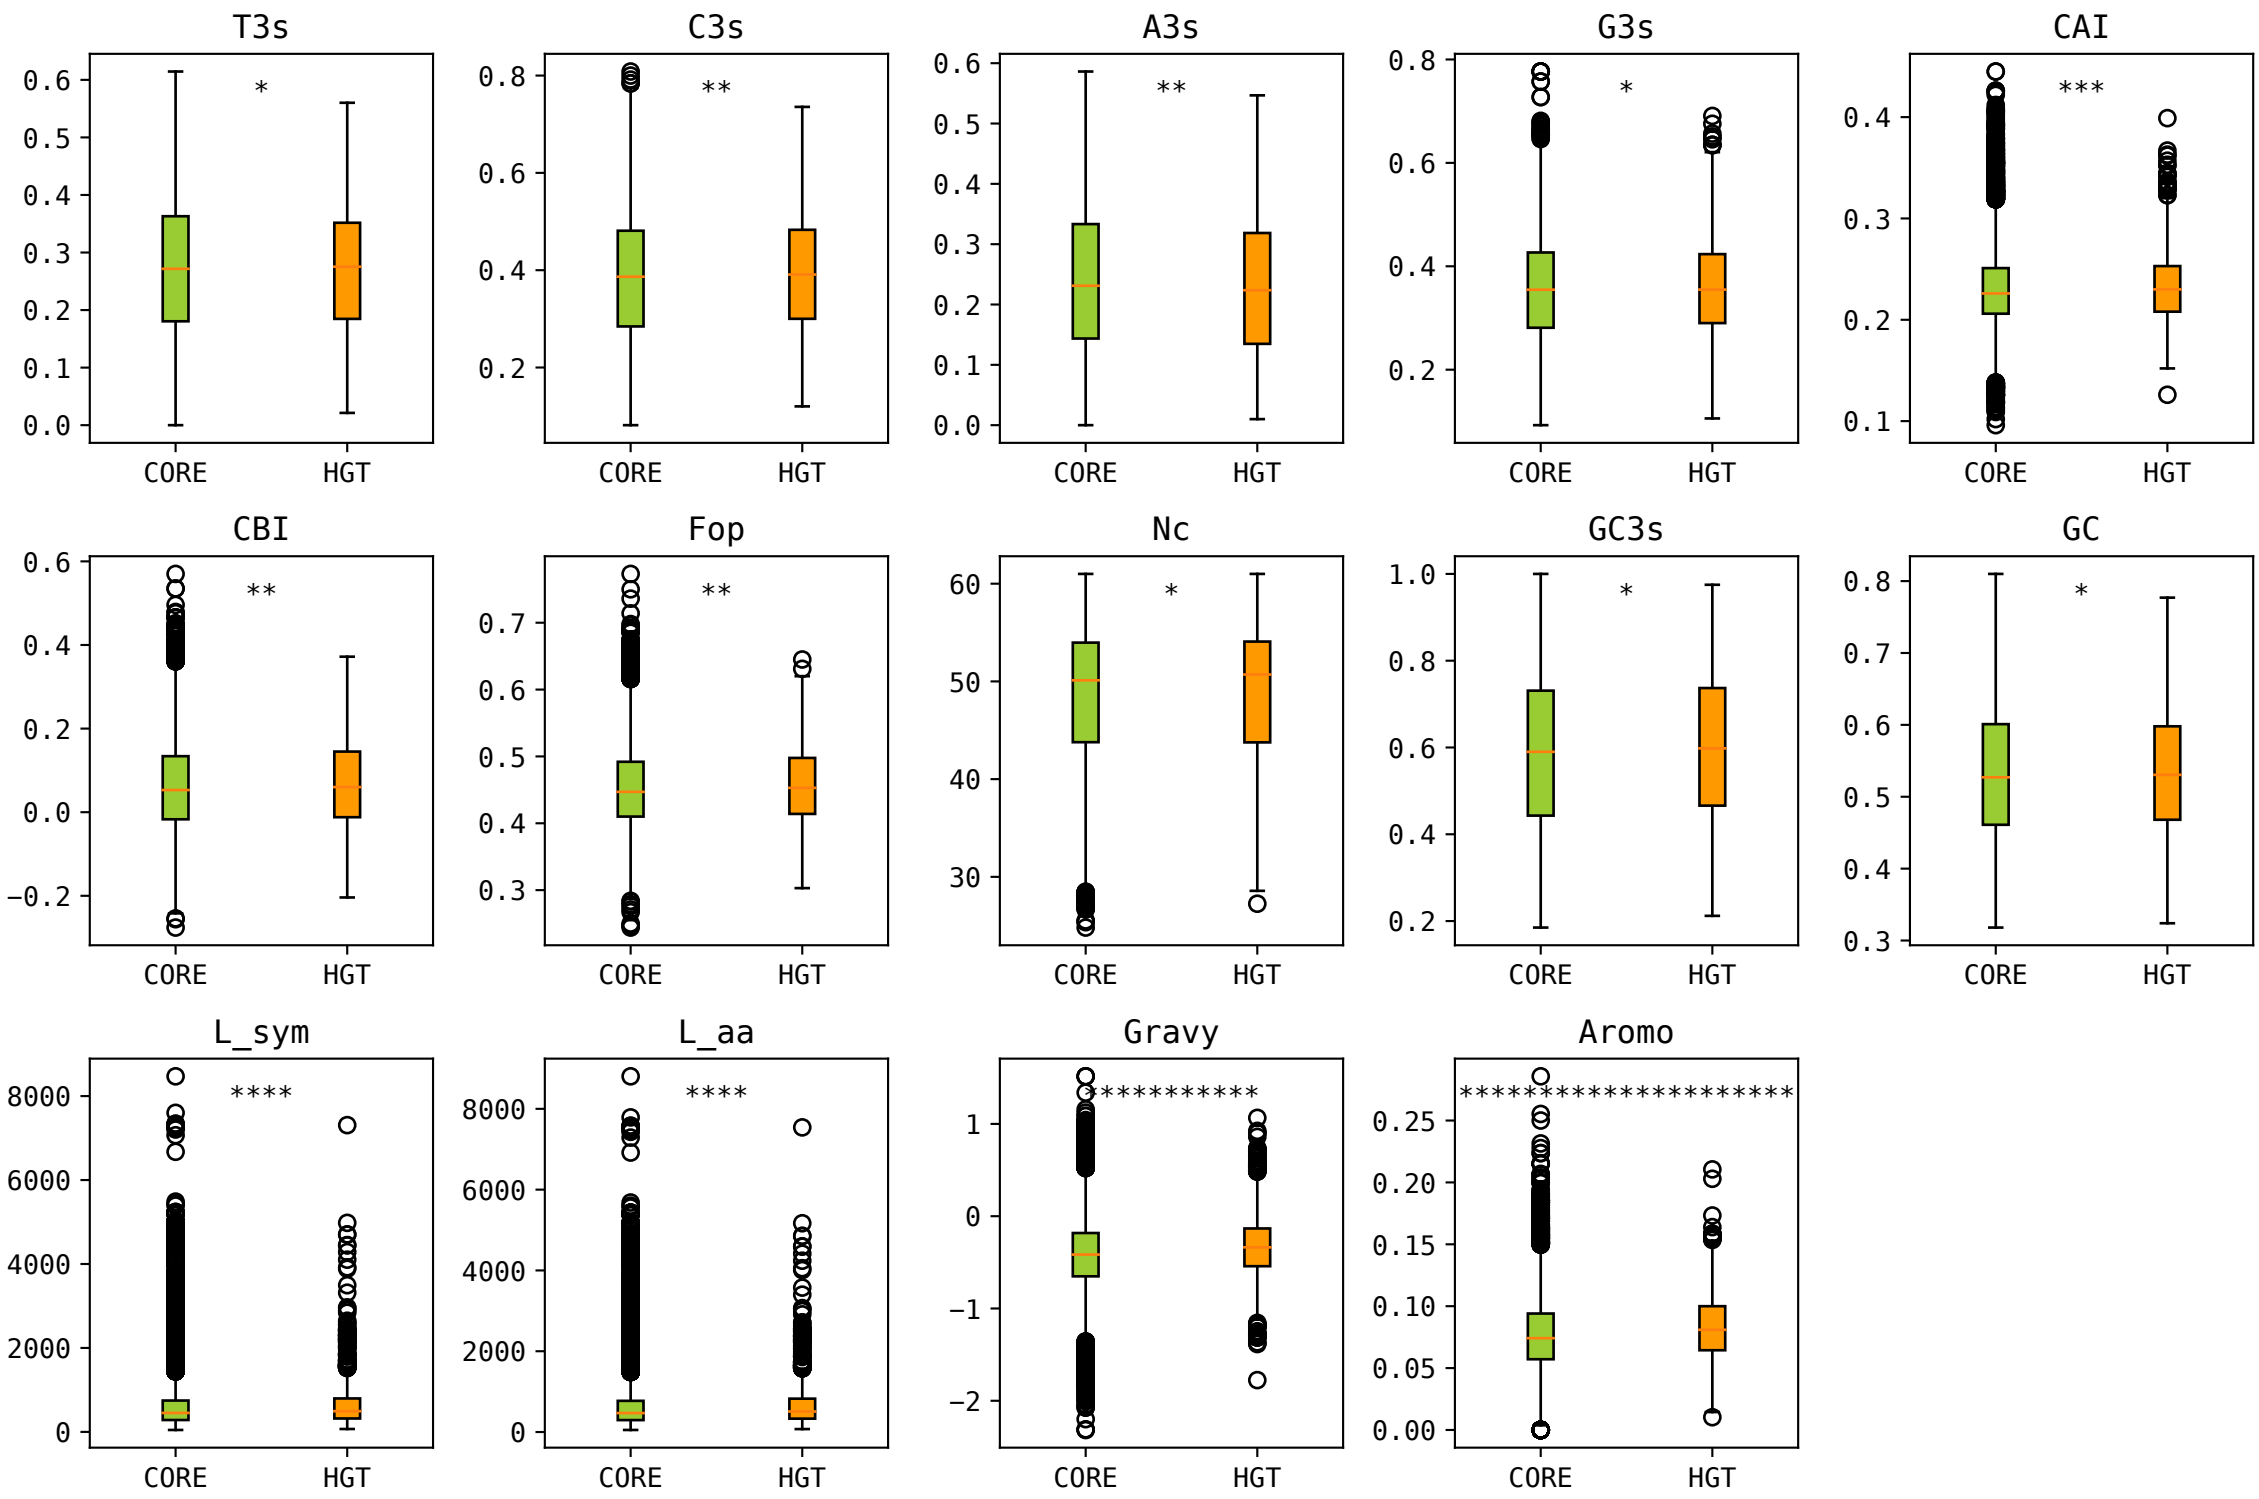 T3s C3s A3s G3s CAI
* ** ** * ***
0.6 0.5 0.4 0.3 0.2 0.1 0.0
0.8 0.6 0.4 0.2
0.6 0.5 0.4 0.3 0.2 0.1 0.0
0.8 0.6 0.4 0.2
0.4 0.3 0.2 0.1
CORE HGT CORE HGT CORE HGT CORE HGT CORE HGT
CBI Fop Nc GC3s GC
** ** * * *
0.6 0.4 0.2 0.0 −0.2
0.7 0.6 0.5 0.4 0.3
60 50 40 30
1.0 0.8 0.6 0.4 0.2
0.8 0.7 0.6 0.5 0.4 0.3
CORE HGT CORE HGT CORE HGT CORE HGT CORE HGT
L_sym L_aa Gravy Aromo
**** **** *********** *********************
8000 6000 4000 2000 0
8000 6000 4000 2000 0
1 0 −1 −2
0.25 0.20 0.15 0.10 0.05 0.00
CORE HGT CORE HGT CORE HGT CORE HGT